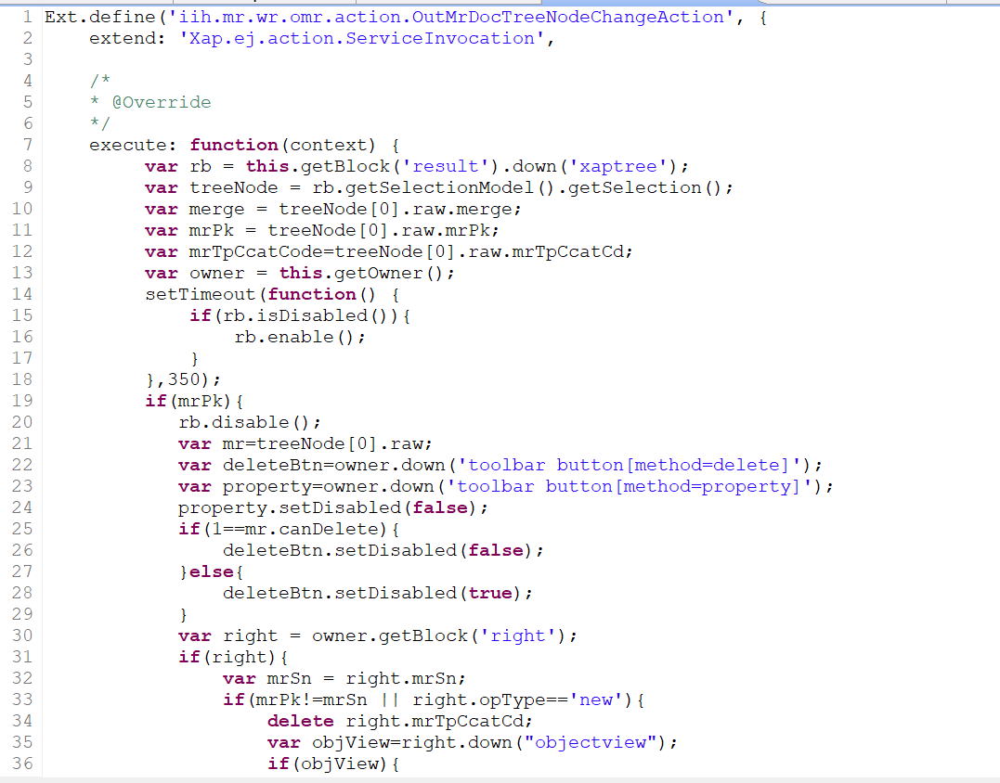 1 Ext.define('iih.mr.wr.omr.action.OutMrDocTreeNodeChangeAction', {
2     extend: 'Xap.ej.action.ServiceInvocation',
3
4     /*
5     * @Override
6     */
7     execute: function(context) {
8          var rb = this.getBlock('result').down('xaptree');
9          var treeNode = rb.getSelectionModel().getSelection();
10          var merge = treeNode[0].raw.merge;
11          var mrPk = treeNode[0].raw.mrPk;
12          var mrTpCcatCode=treeNode[0].raw.mrTpCcatCd;
13          var owner = this.getOwner();
14          setTimeout(function() {
15              if(rb.isDisabled()){
16                  rb.enable();
17              }
18          },350);
19          if(mrPk){
20             rb.disable();
21             var mr=treeNode[0].raw;
22             var deleteBtn=owner.down('toolbar button[method=delete]');
23             var property=owner.down('toolbar button[method=property]');
24             property.setDisabled(false);
25             if(1==mr.canDelete){
26                 deleteBtn.setDisabled(false);
27             }else{
28                 deleteBtn.setDisabled(true);
29             }
30             var right = owner.getBlock('right');
31             if(right){
32                 var mrSn = right.mrSn;
33                 if(mrPk!=mrSn || right.opType=='new'){
34                     delete right.mrTpCcatCd;
35                     var objView=right.down("objectview");
36                     if(objView){